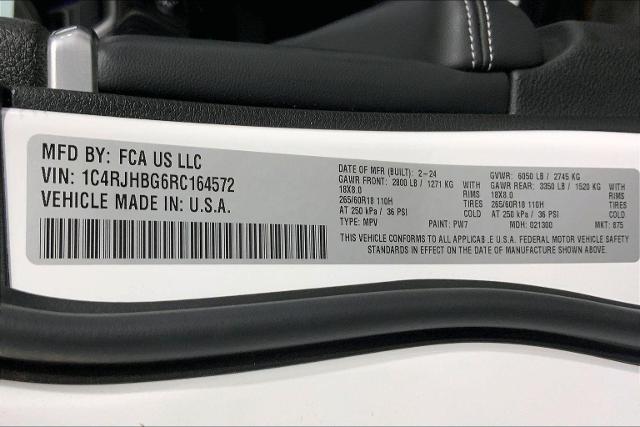 MFD BY: FCA US LLC
VIN: 1C4RJHBG6RC164572
VEHICLE MADE IN: U.S.A.
DATE OF MFR (BUILT): 2-24 GVWR: 6050 LB / 2745 KG
GAWR FRONT: 2800 LB / 1271 KG WITH GAWR REAR: 3350 LB / 1520 KG WITH
18X8.0 RIMS 18X8.0 RIMS
265/60R18 110H TIRES 265/60R18 110H TIRES
AT 250 kPa / 36 PSI COLD AT 250 kPa / 36 PSI COLD
TYPE: MPV PAINT: PW7 MDH: 021300 MKT: 875
THIS VEHICLE CONFORMS TO ALL APPLICAB.E U.S.A. FEDERAL MOTOR VEHICLE SAFETY
STANDARDS IN EFFECT ON THE DATE OF MANUFACTURE SHOWN ABOVE.